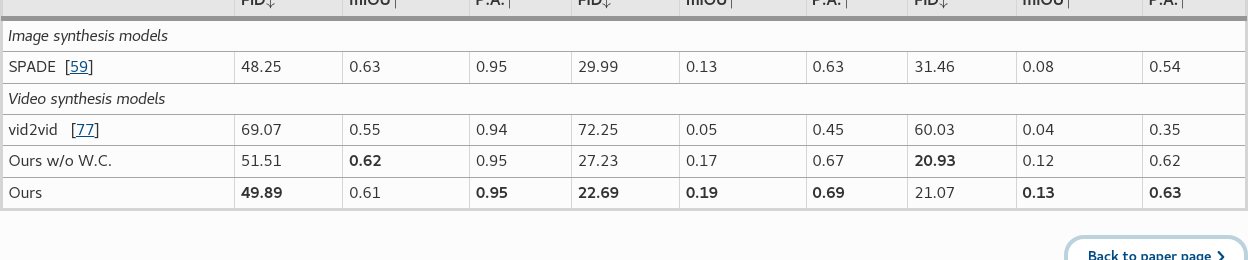 FID↓ mIOU↑ P.A.↑ FID↓ mIOU↑ P.A.↑ FID↓ mIOU↑ P.A.↑
Image synthesis models
SPADE [59] 48.25 0.63 0.95 29.99 0.13 0.63 31.46 0.08 0.54
Video synthesis models
vid2vid [77] 69.07 0.55 0.94 72.25 0.05 0.45 60.03 0.04 0.35
Ours w/o W.C. 51.51 0.62 0.95 27.23 0.17 0.67 20.93 0.12 0.62
Ours 49.89 0.61 0.95 22.69 0.19 0.69 21.07 0.13 0.63
Back to paper page